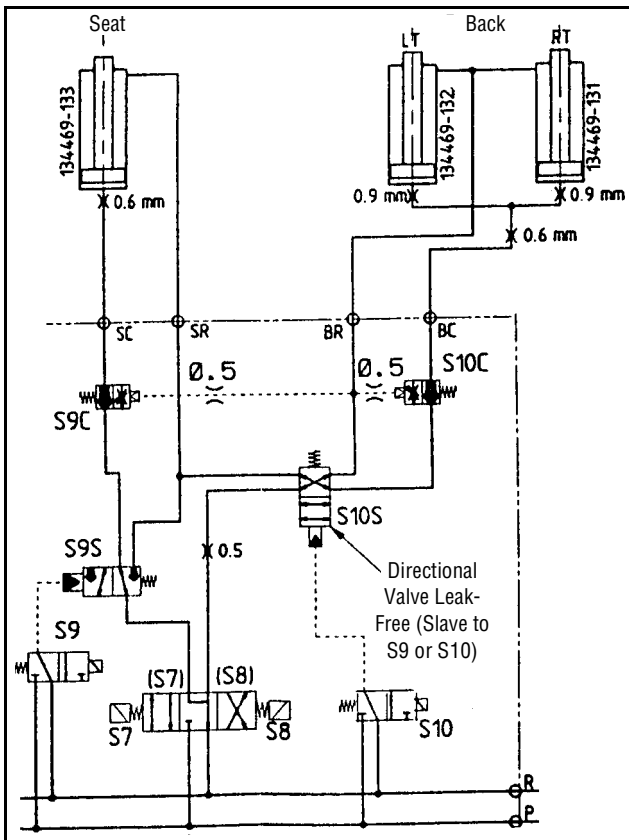 Seat
Back
LT
RT
134469-133
134469-132
134469-131
0.6 mm
0.9 mm
0.9 mm
0.6 mm
SC
SR
BR
BC
Ø.5
Ø.5
S10C
S9C
S10S
S9S
0.5
Directional
Valve Leak-
Free (Slave to
S9 or S10)
S9
(S7)
(S8)
S7
S8
S10
R
P